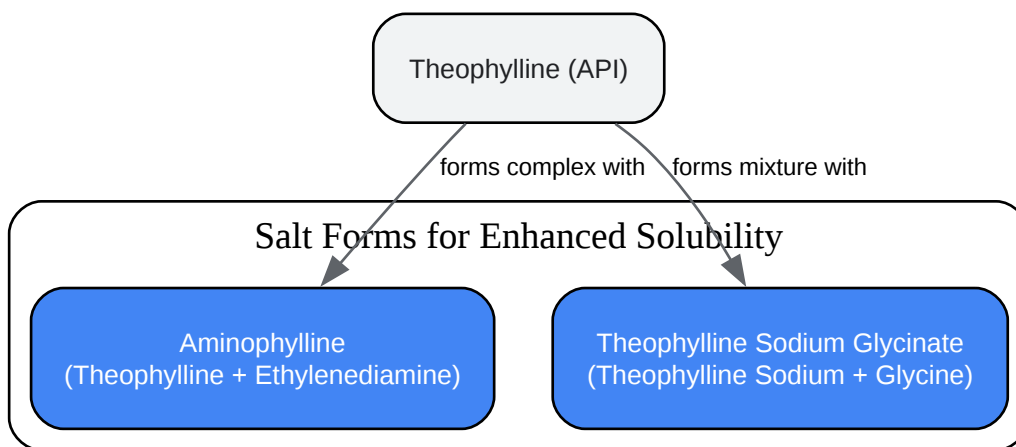 Theophylline (API)
forms complex with
forms mixture with
Salt Forms for Enhanced Solubility
Aminophylline
(Theophylline + Ethylenediamine)
Theophylline Sodium Glycinate
(Theophylline Sodium + Glycine)